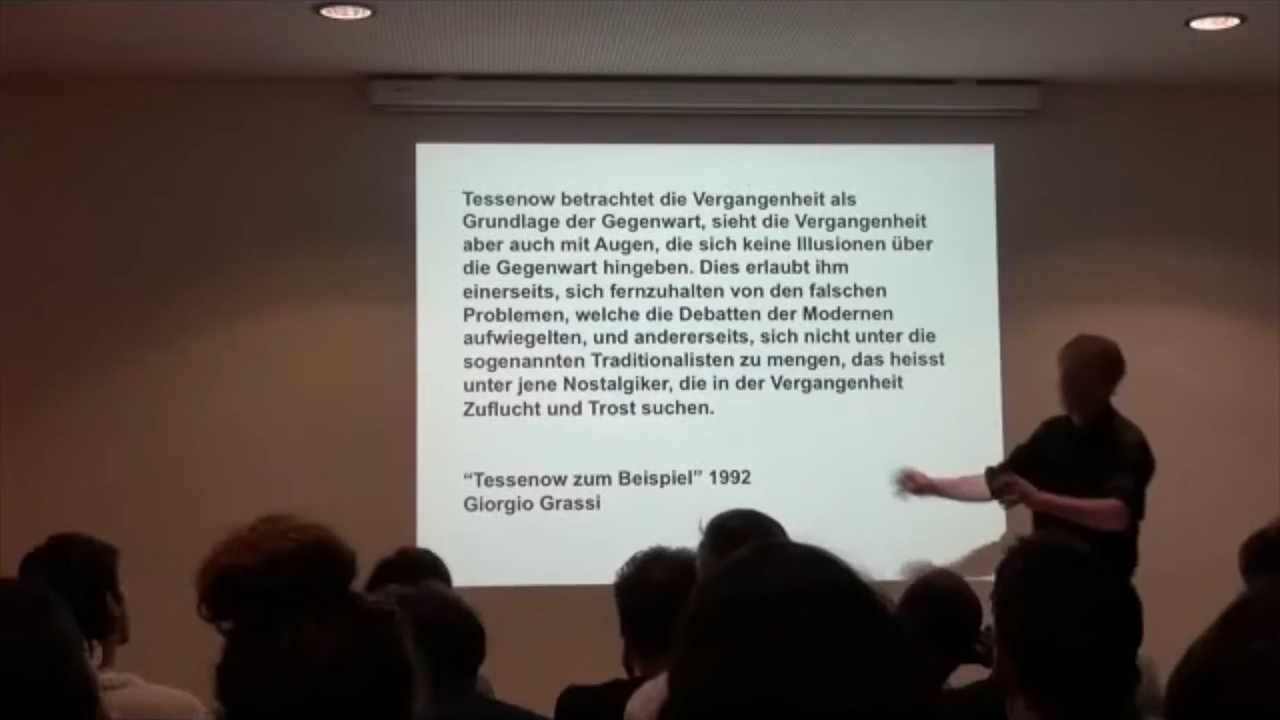 Tessenow betrachtet die Vergangenheit als
Grundlage der Gegenwart, sieht die Vergangenheit
aber auch mit Augen, die sich keine Illusionen über
die Gegenwart hingeben. Dies erlaubt ihm
einerseits, sich fernzuhalten von den falschen
Problemen, welche die Debatten der Modernen
aufwiegelten, und andererseits, sich nicht unter die
sogenannten Traditionalisten zu mengen, das heisst
unter jene Nostalgiker, die in der Vergangenheit
Zuflucht und Trost suchen.
“Tessenow zum Beispiel” 1992
Giorgio Grassi